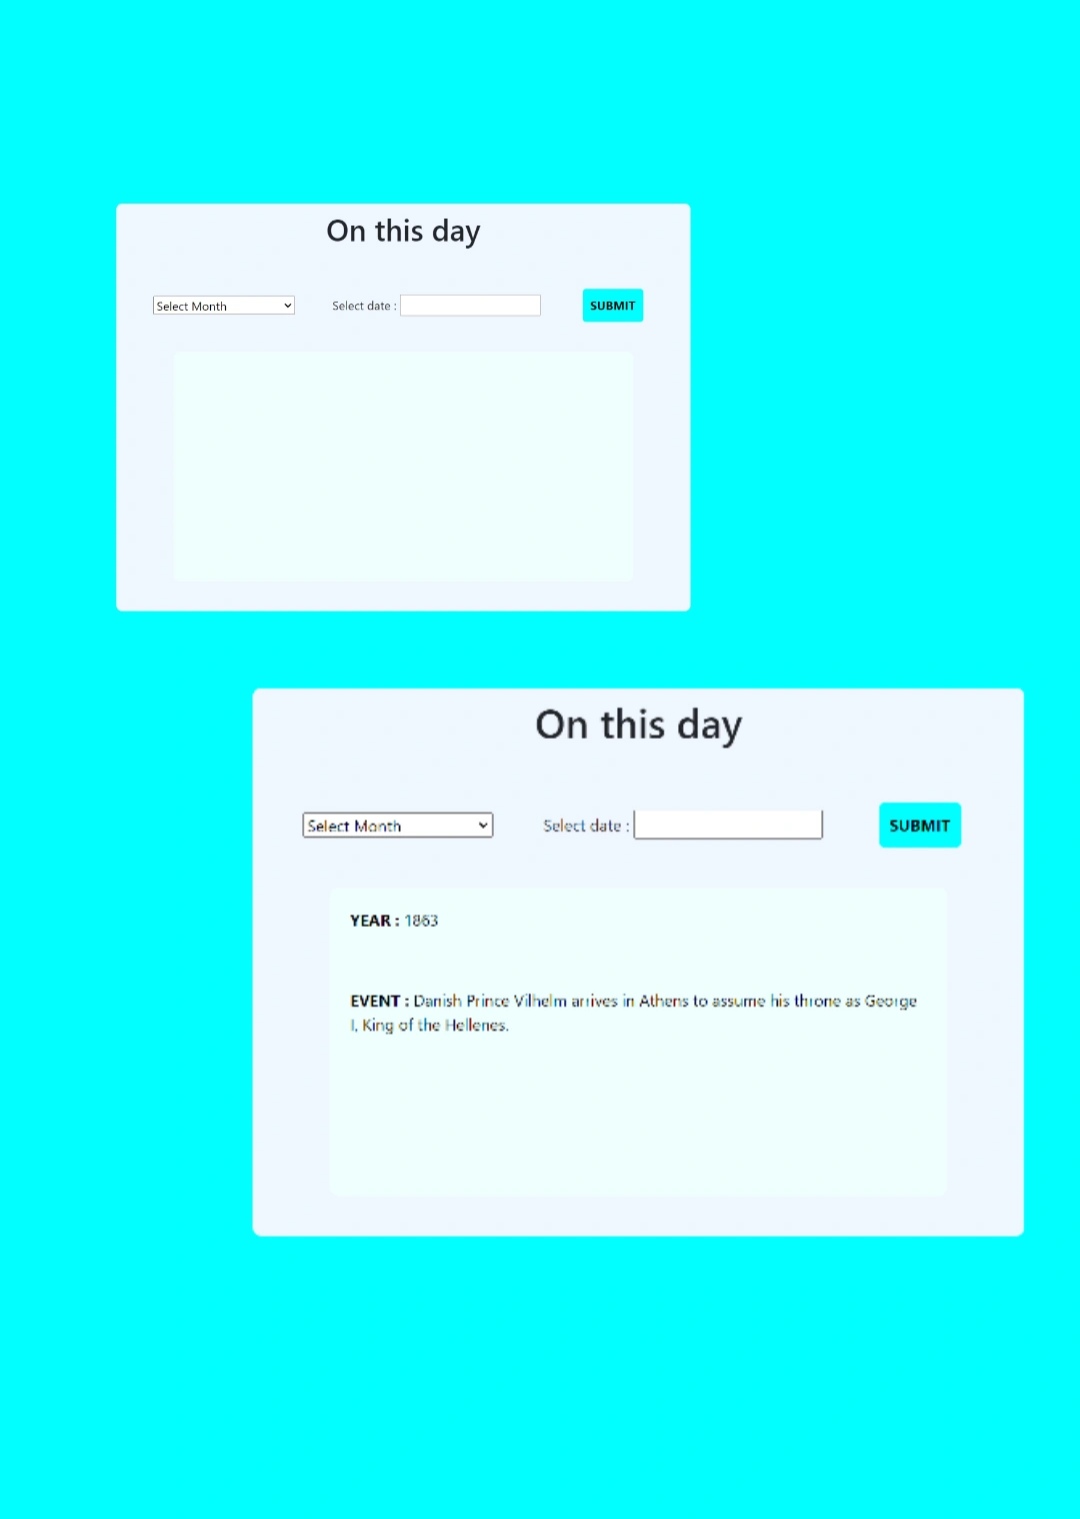 On this day
Select Month
Select date :
SUBMIT
On this day
Select Month
Select date :
SUBMIT
YEAR : 1863
EVENT : Danish Prince Vilhelm arrives in Athens to assume his throne as George
I, King of the Hellenes.